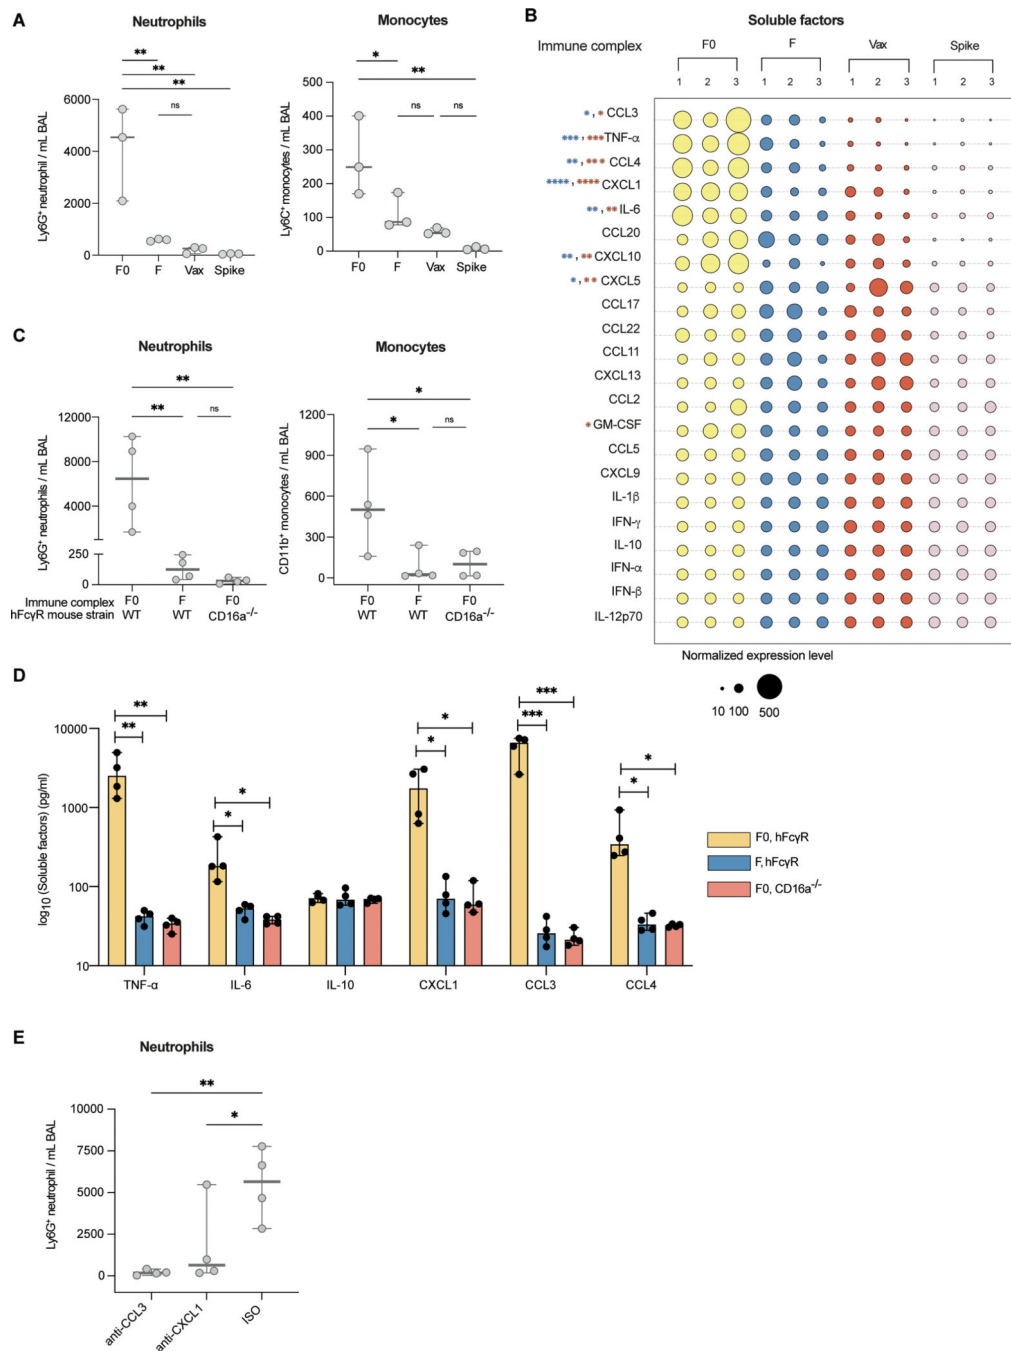 A
Neutrophils
**
**
**
ns
Ly6G⁺ neutrophil / mL BAL
6000
4000
2000
0
F0 F Vax Spike
Monocytes
*
**
ns ns
Ly6C⁺ monocytes / mL BAL
500
400
300
200
100
0
F0 F Vax Spike
B
Soluble factors
Immune complex F0 F Vax Spike
1 2 3 1 2 3 1 2 3 1 2 3
*, * CCL3
***, *** TNF-α
**, *** CCL4
****, **** CXCL1
**, ** IL-6
CCL20
**, ** CXCL10
*, ** CXCL5
CCL17
CCL22
CCL11
CXCL13
CCL2
* GM-CSF
CCL5
CXCL9
IL-1β
IFN-γ
IL-10
IFN-α
IFN-β
IL-12p70
Normalized expression level
10 100 500
C
Neutrophils
**
** ns
Ly6G⁺ neutrophils / mL BAL
12000
8000
4000
250
0
Immune complex F0 F F0
hFcγR mouse strain WT WT CD16a⁻/⁻
Monocytes
*
* ns
CD11b⁺ monocytes / mL BAL
1200
900
600
300
0
F0 F F0
WT WT CD16a⁻/⁻
D
log₁₀ (Soluble factors) (pg/ml)
10000
1000
100
10
**
**
*
*
*
*
***
***
*
*
TNF-α IL-6 IL-10 CXCL1 CCL3 CCL4
F0, hFcγR
F, hFcγR
F0, CD16a⁻/⁻
E
Neutrophils
**
*
Ly6G⁺ neutrophil / mL BAL
10000
7500
5000
2500
0
anti-CCL3
anti-CXCL1
ISO